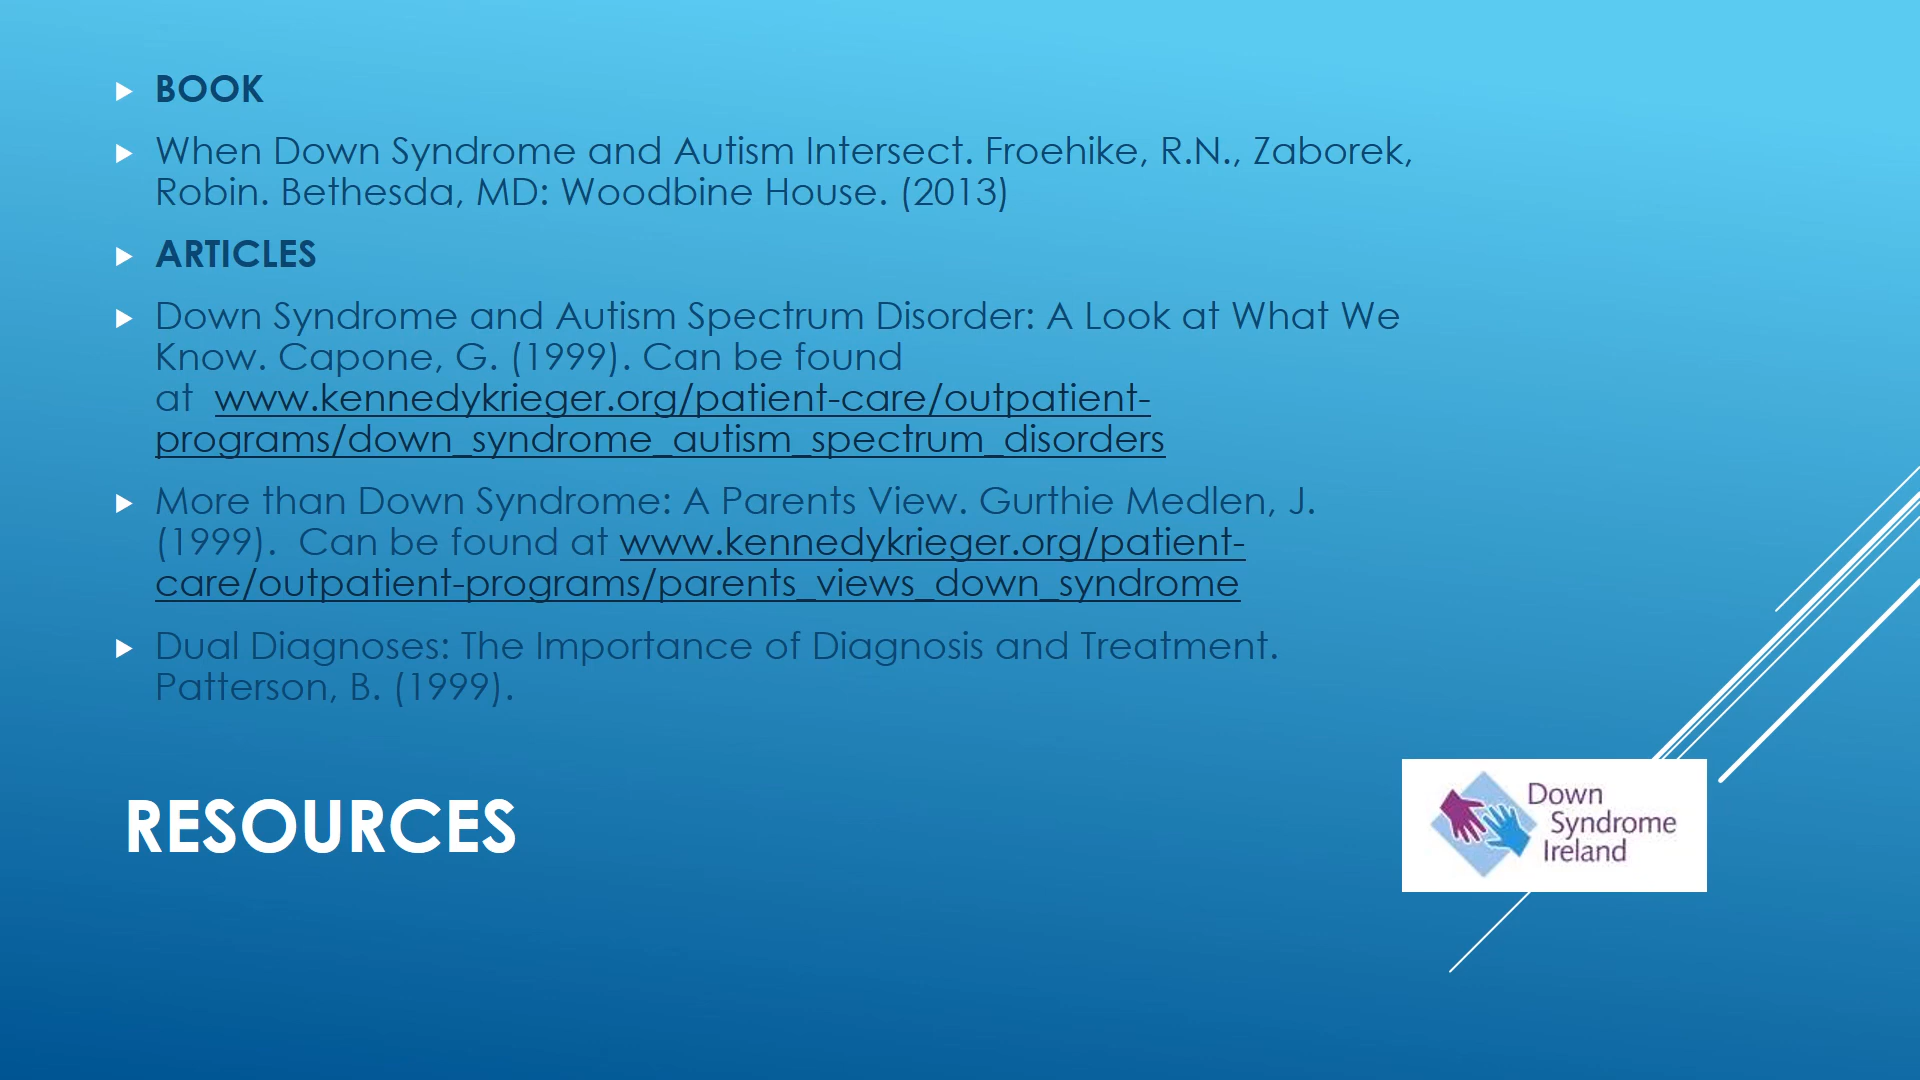 BOOK
When Down Syndrome and Autism Intersect. Froehike, R.N., Zaborek,
Robin. Bethesda, MD: Woodbine House. (2013)
ARTICLES
Down Syndrome and Autism Spectrum Disorder: A Look at What We
Know. Capone, G. (1999). Can be found
at  www.kennedykrieger.org/patient-care/outpatient-
programs/down_syndrome_autism_spectrum_disorders
More than Down Syndrome: A Parents View. Gurthie Medlen, J.
(1999).  Can be found at www.kennedykrieger.org/patient-
care/outpatient-programs/parents_views_down_syndrome
Dual Diagnoses: The Importance of Diagnosis and Treatment.
Patterson, B. (1999).
RESOURCES
Down
Syndrome
Ireland